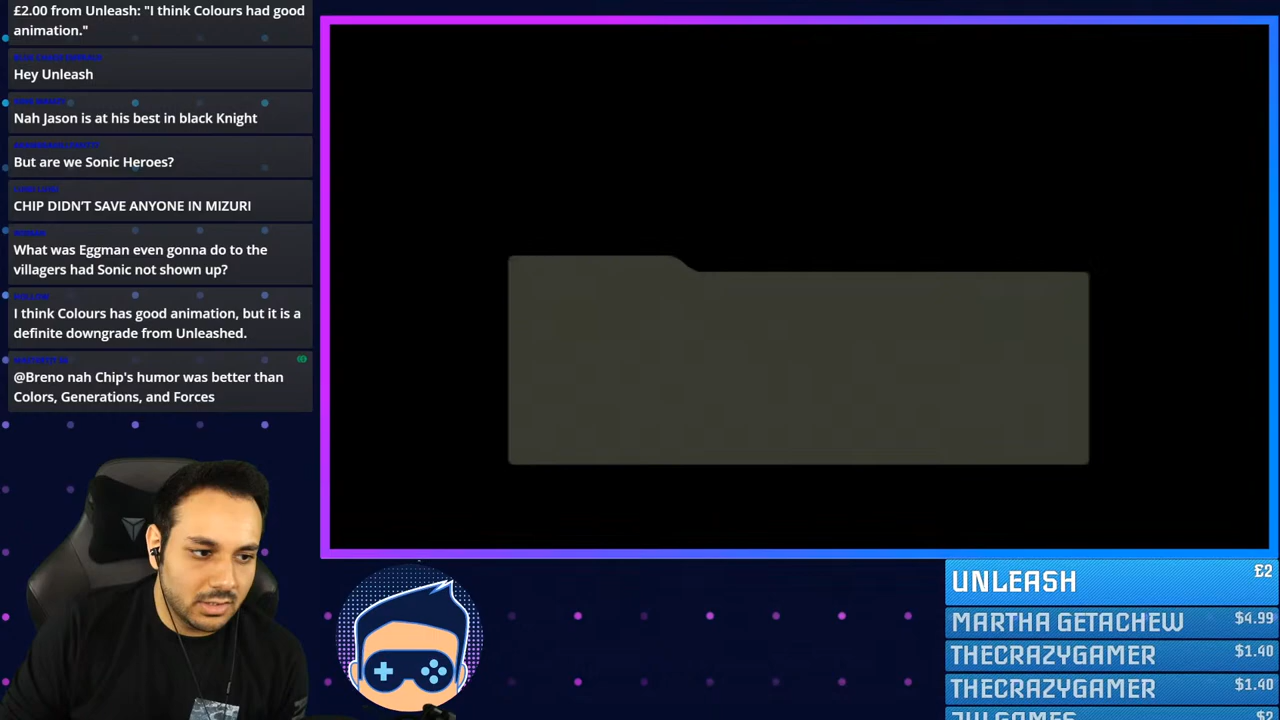 £2.00 from Unleash: "I think Colours had good
animation."
Hey Unleash
Nah Jason is at his best in black Knight
But are we Sonic Heroes?
CHIP DIDN'T SAVE ANYONE IN MIZURI
What was Eggman even gonna do to the
villagers had Sonic not shown up?
I think Colours has good animation, but it is a
definite downgrade from Unleashed.
@Breno nah Chip's humor was better than
Colors, Generations, and Forces
UNLEASH £2
MARTHA GETACHEW $4.99
THECRAZYGAMER $1.40
THECRAZYGAMER $1.40